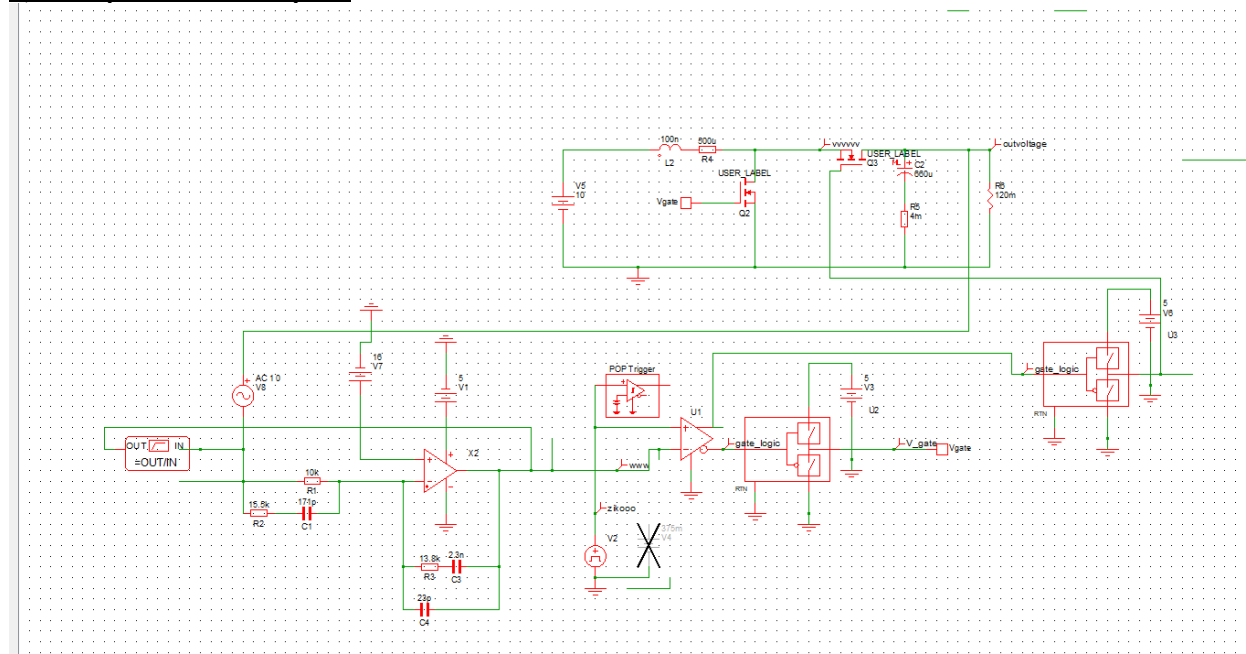 100n
L2
500u
R4
vvvvvv
USER_LABEL
Q3
outvoltage
C2
660u
USER_LABEL
Vgate
Q2
V5
10
R5
4m
R6
120m
5
V6
U3
gate_logic
RTN
16
V7
5
V1
AC 1 0
V8
POP Trigger
5
V3
U2
U1
gate_logic
V_gate
Vgate
RTN
OUT
IN
=OUT/IN
X2
www
10k
R1
15.5k
R2
171p
C1
zikooo
V2
375m
V4
13.8k
R3
2.3n
C3
23p
C4